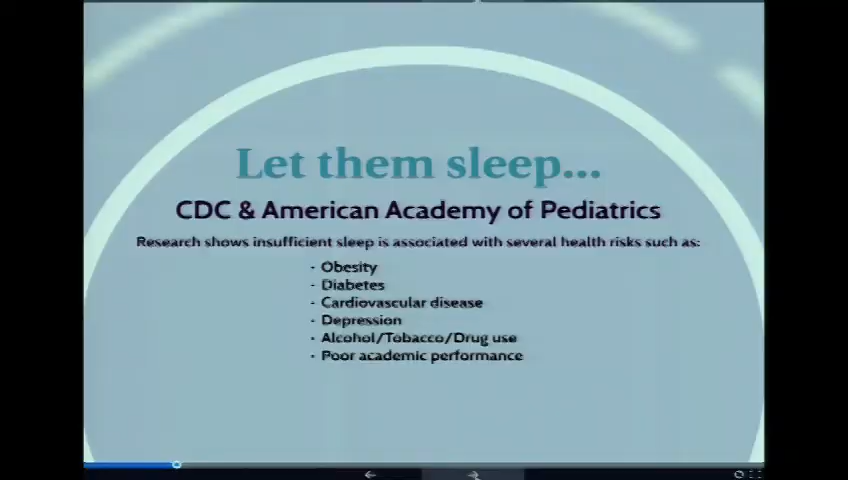 Let them sleep...
CDC & American Academy of Pediatrics
Research shows insufficient sleep is associated with several health risks such as:
- Obesity
- Diabetes
- Cardiovascular disease
- Depression
- Alcohol/Tobacco/Drug use
- Poor academic performance